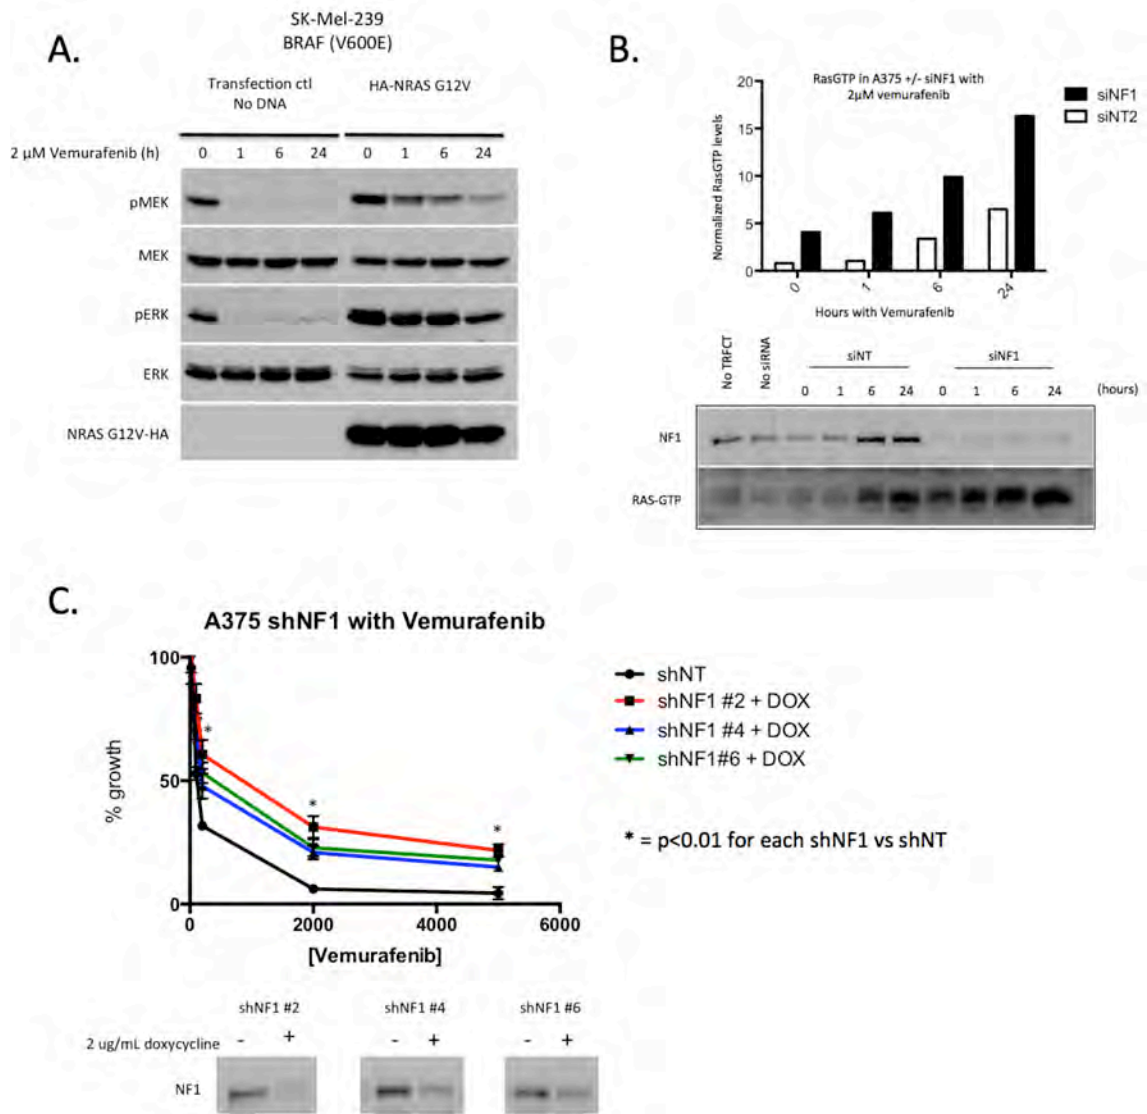 A.
SK-Mel-239
BRAF (V600E)
Transfection ctl
No DNA
HA-NRAS G12V
2 µM Vemurafenib (h) 0 1 6 24 0 1 6 24
pMEK
MEK
pERK
ERK
NRAS G12V-HA
B.
RasGTP in A375 +/- siNF1 with
2µM vemurafenib
siNF1
siNT2
Normalized RasGTP levels
20
15
10
5
0
0 1 6 24
Hours with Vemurafenib
No TRFCT
No siRNA
siNT siNF1
0 1 6 24 0 1 6 24 (hours)
NF1
RAS-GTP
C.
A375 shNF1 with Vemurafenib
% growth
100
50
0
0 2000 4000 6000
[Vemurafenib]
* * *
shNT
shNF1 #2 + DOX
shNF1 #4 + DOX
shNF1#6 + DOX
* = p<0.01 for each shNF1 vs shNT
shNF1 #2 shNF1 #4 shNF1 #6
2 ug/mL doxycycline - + - + - +
NF1